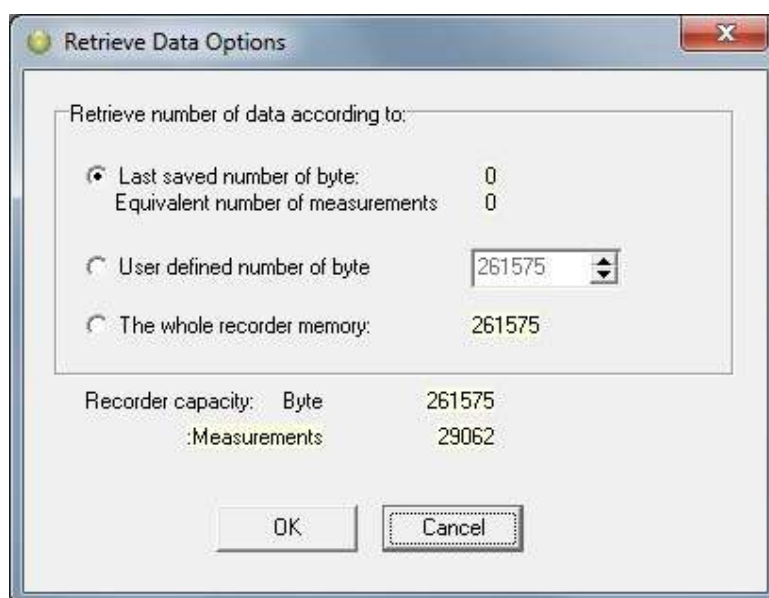 Retrieve Data Options
Retrieve number of data according to:
Last saved number of byte: 0
Equivalent number of measurements 0
User defined number of byte 261575
The whole recorder memory: 261575
Recorder capacity: Byte 261575
:Measurements 29062
OK Cancel